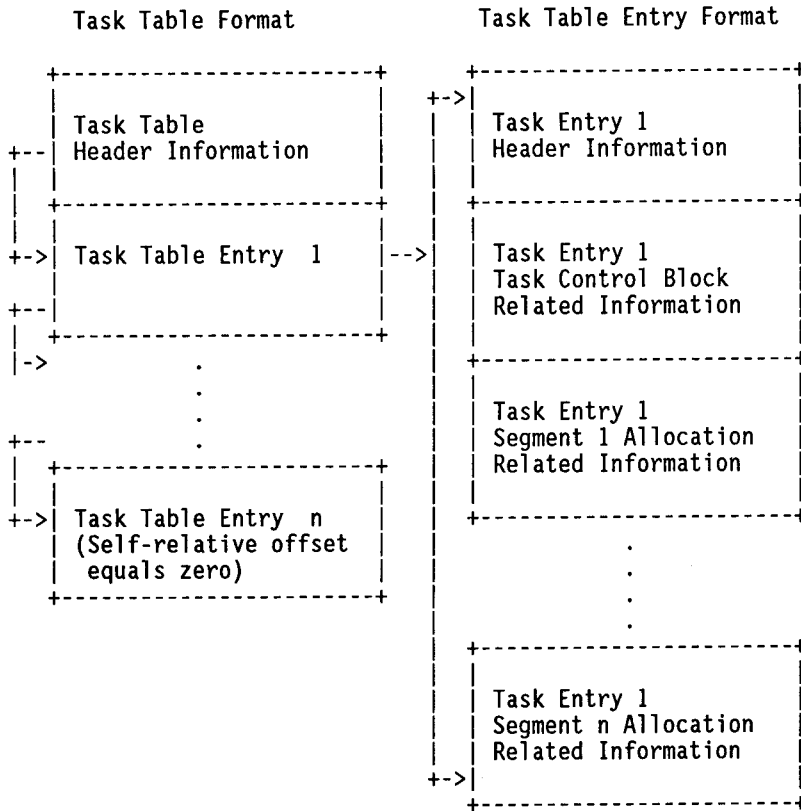 Task Table Format
Task Table
Header Information
Task Table Entry 1
Task Table Entry n
(Self-relative offset
equals zero)
Task Table Entry Format
Task Entry 1
Header Information
Task Entry 1
Task Control Block
Related Information
Task Entry 1
Segment 1 Allocation
Related Information
Task Entry 1
Segment n Allocation
Related Information